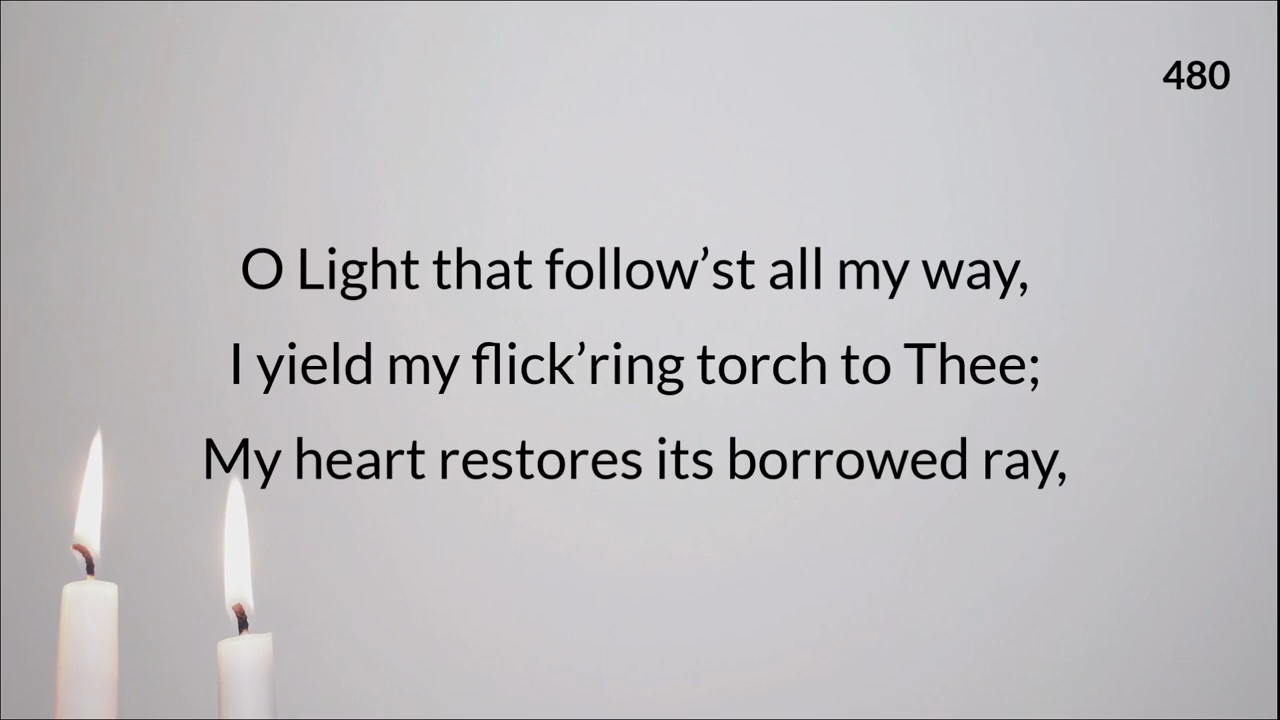 480
O Light that follow’st all my way,
I yield my flick’ring torch to Thee;
My heart restores its borrowed ray,